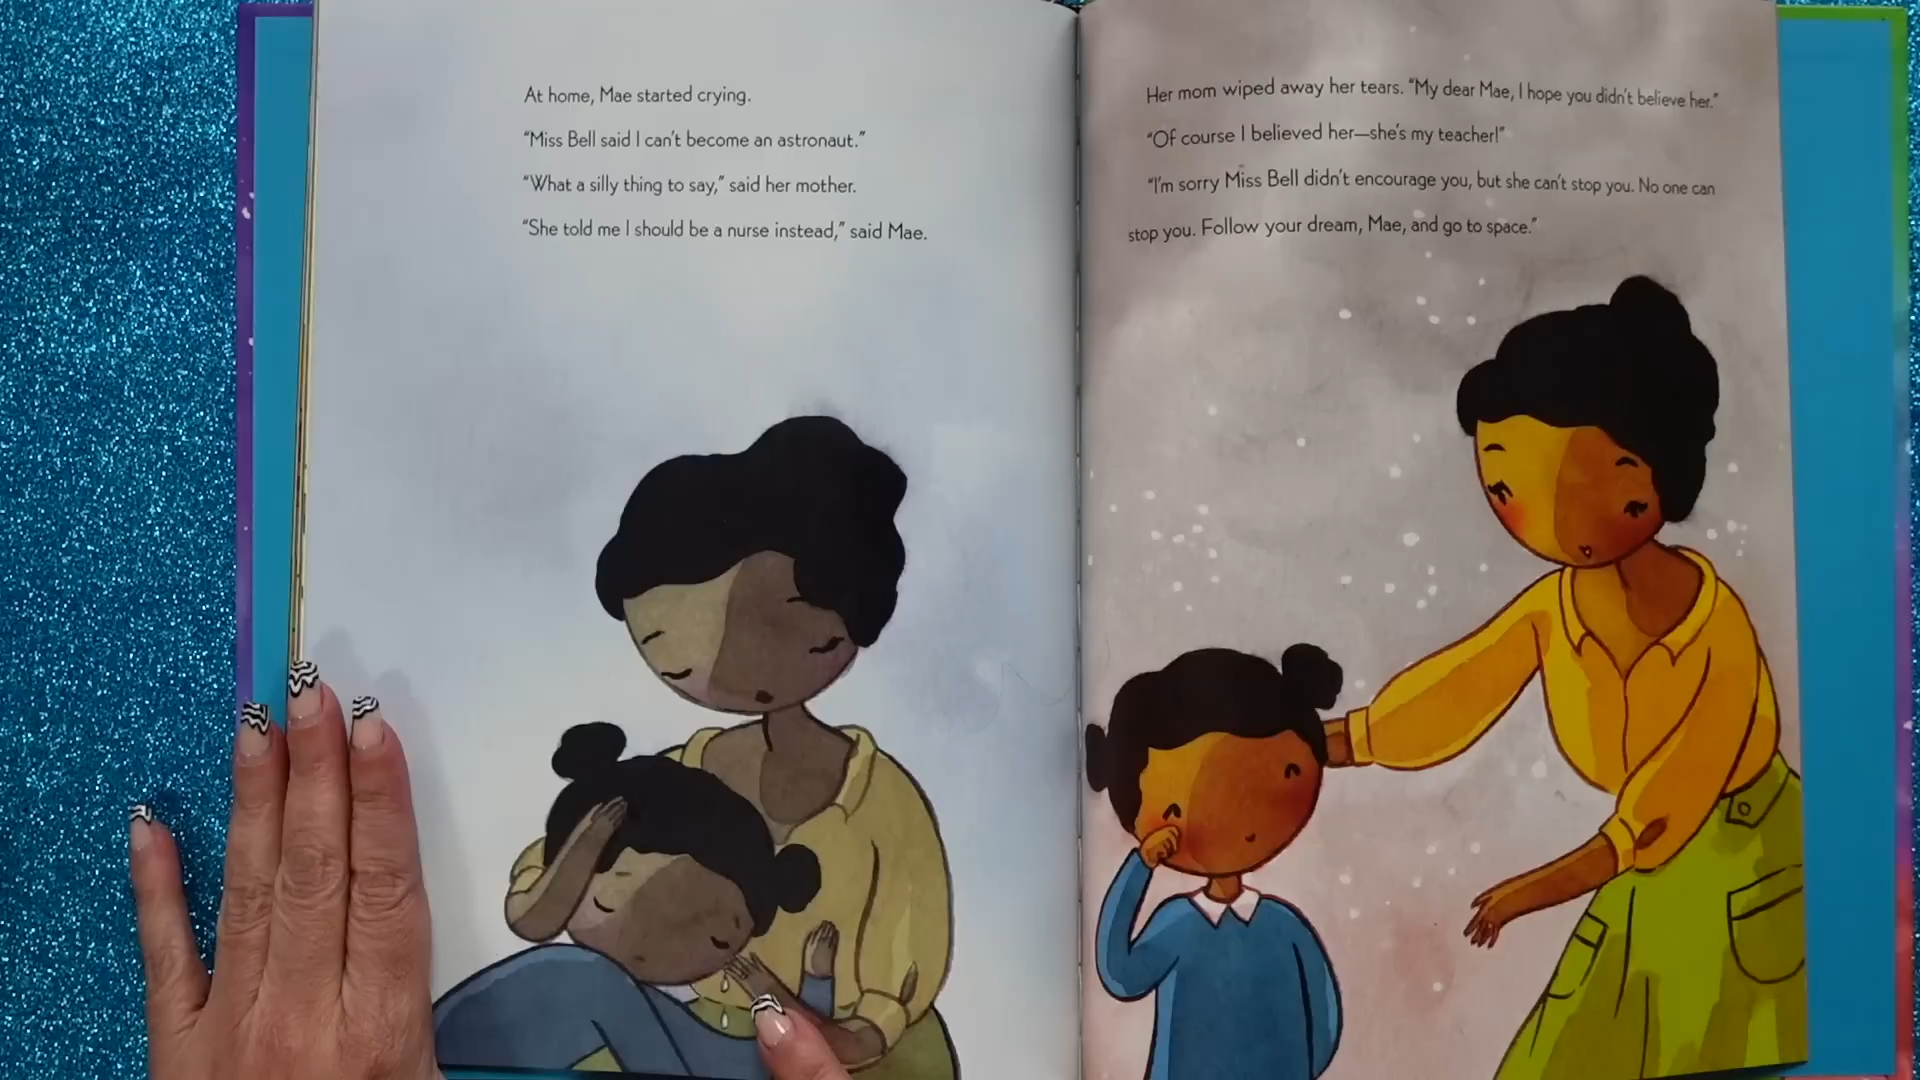 At home, Mae started crying.
“Miss Bell said I can’t become an astronaut.”
“What a silly thing to say,” said her mother.
“She told me I should be a nurse instead,” said Mae.
Her mom wiped away her tears. “My dear Mae, I hope you didn’t believe her.”
“Of course I believed her—she’s my teacher!”
“I’m sorry Miss Bell didn’t encourage you, but she can’t stop you. No one can
stop you. Follow your dream, Mae, and go to space.”